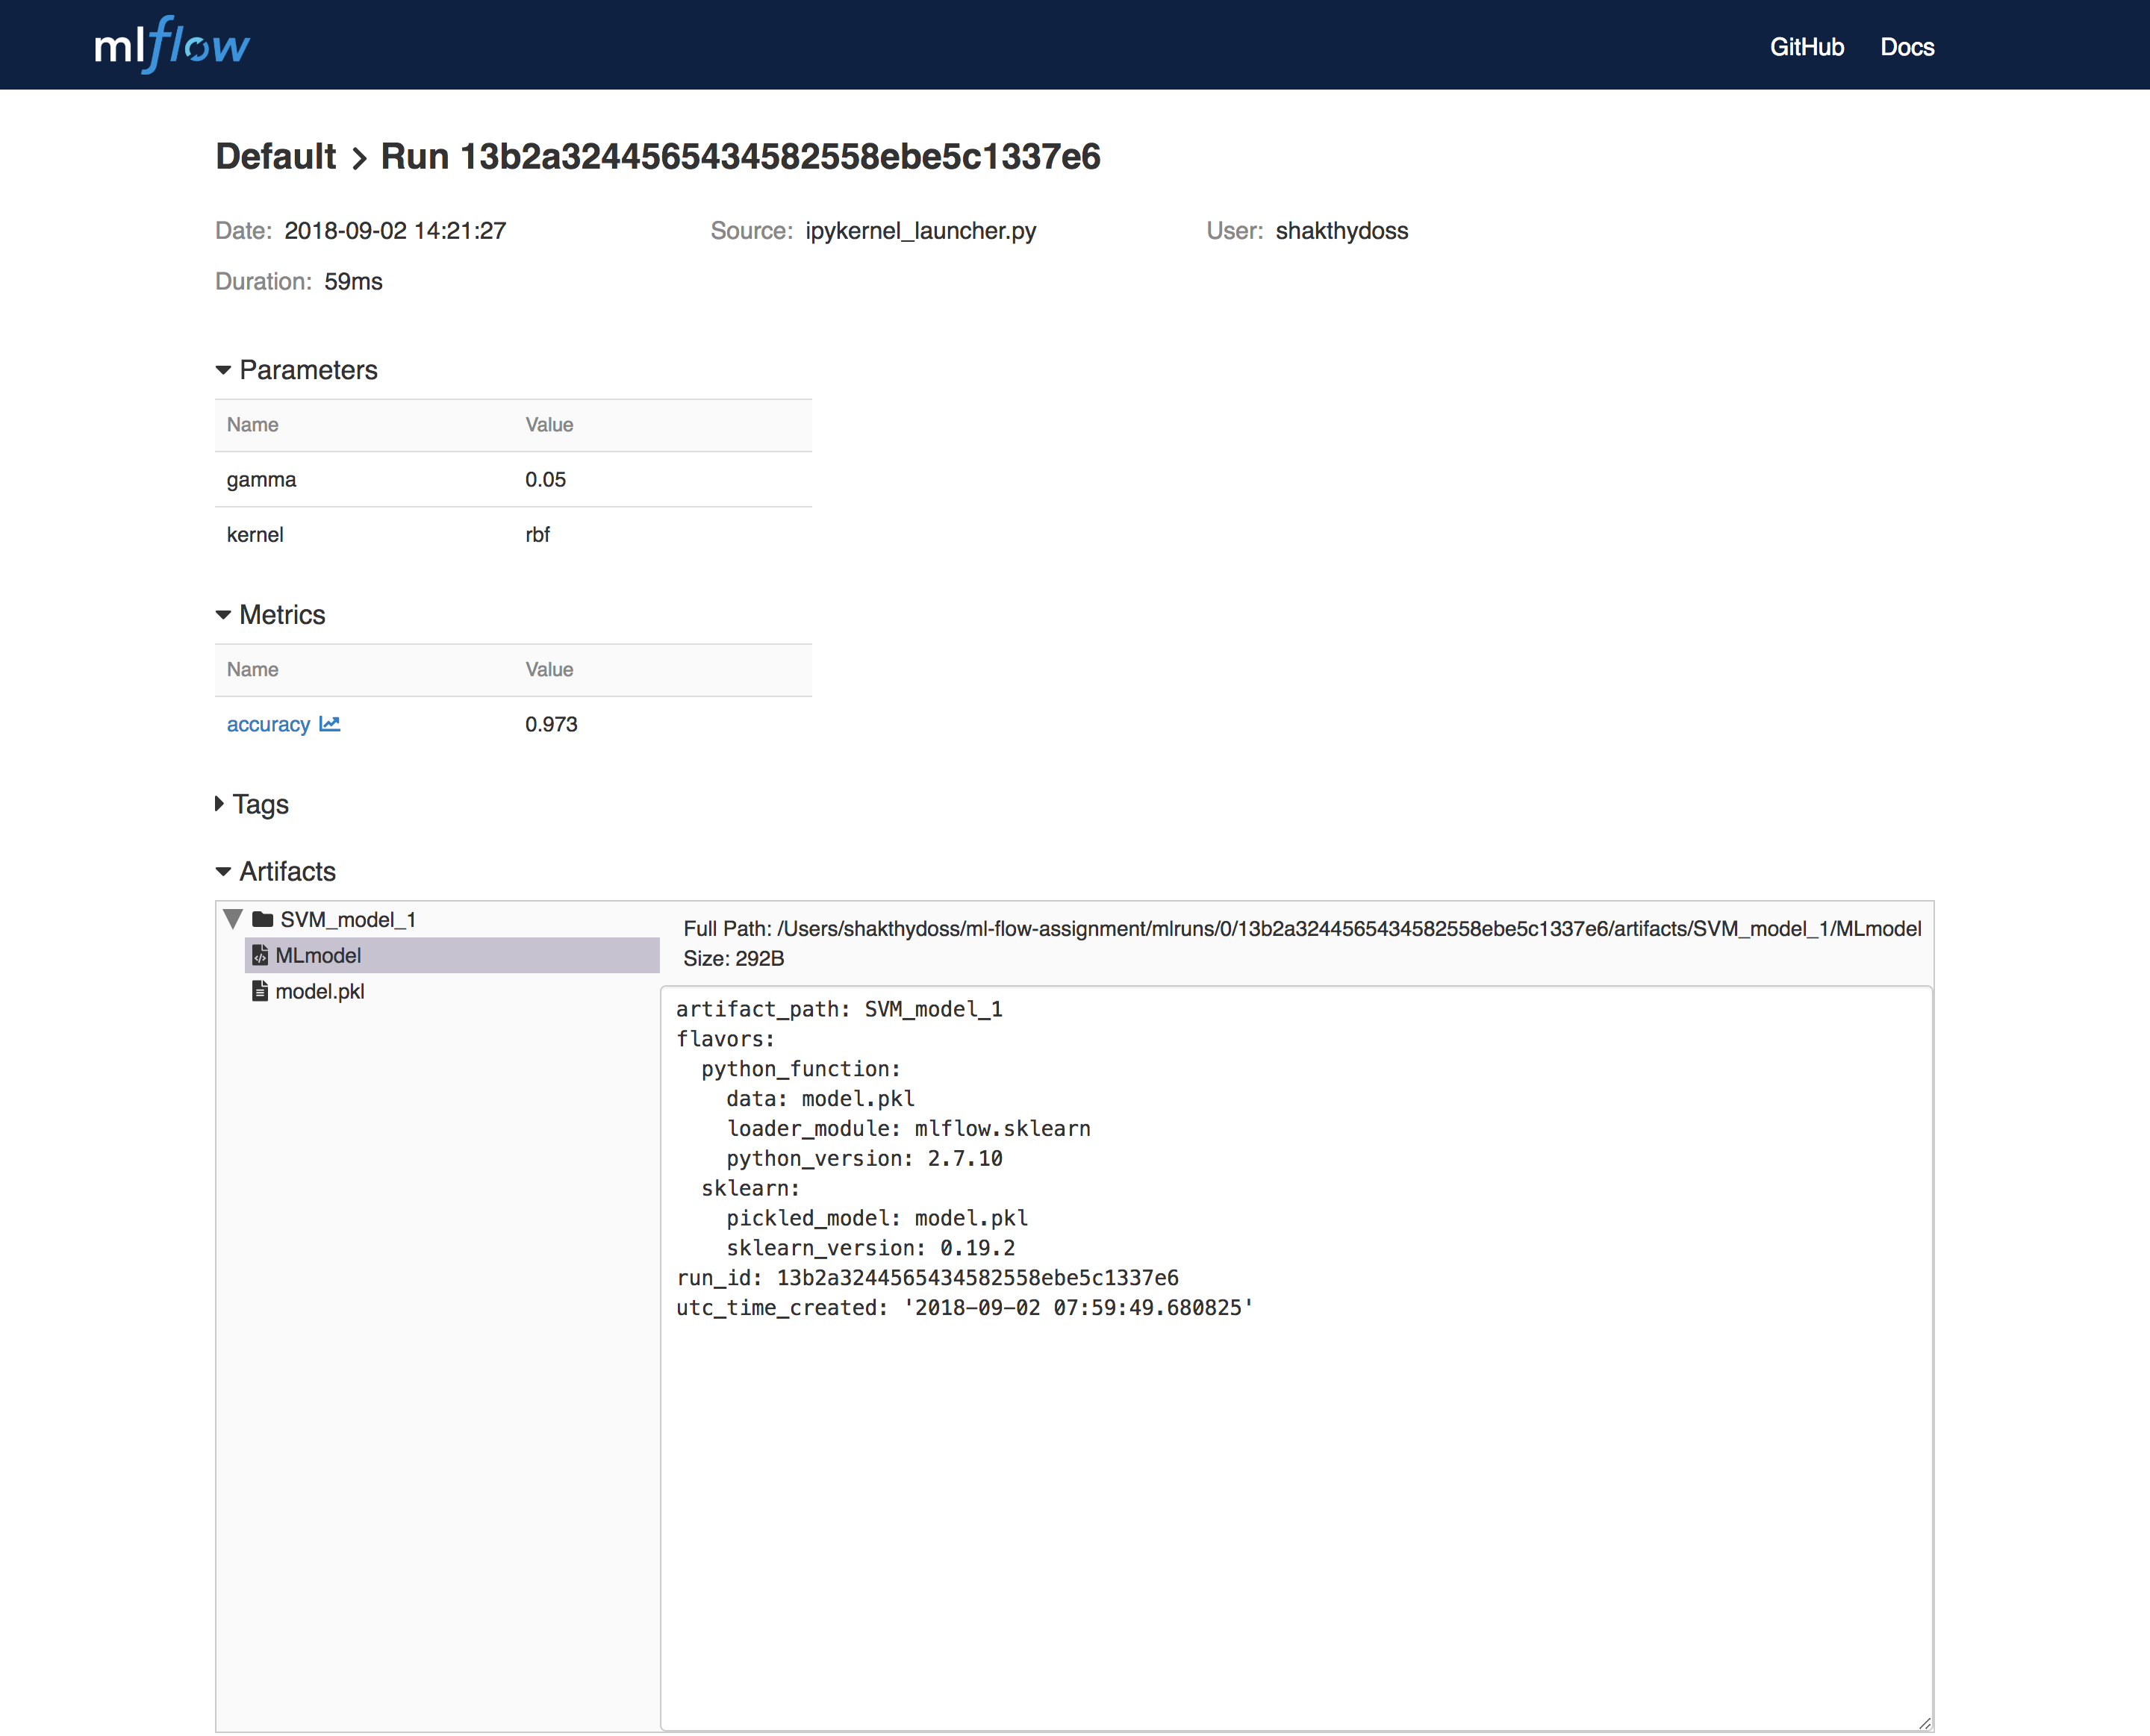 mlflow GitHub Docs
Default > Run 13b2a3244565434582558ebe5c1337e6
Date: 2018-09-02 14:21:27 Source: ipykernel_launcher.py User: shakthydoss
Duration: 59ms
Parameters
Name Value
gamma 0.05
kernel rbf
Metrics
Name Value
accuracy 0.973
Tags
Artifacts
SVM_model_1
MLmodel
model.pkl
Full Path: /Users/shakthydoss/ml-flow-assignment/mlruns/0/13b2a3244565434582558ebe5c1337e6/artifacts/SVM_model_1/MLmodel
Size: 292B
artifact_path: SVM_model_1
flavors:
  python_function:
    data: model.pkl
    loader_module: mlflow.sklearn
    python_version: 2.7.10
  sklearn:
    pickled_model: model.pkl
    sklearn_version: 0.19.2
run_id: 13b2a3244565434582558ebe5c1337e6
utc_time_created: '2018-09-02 07:59:49.680825'